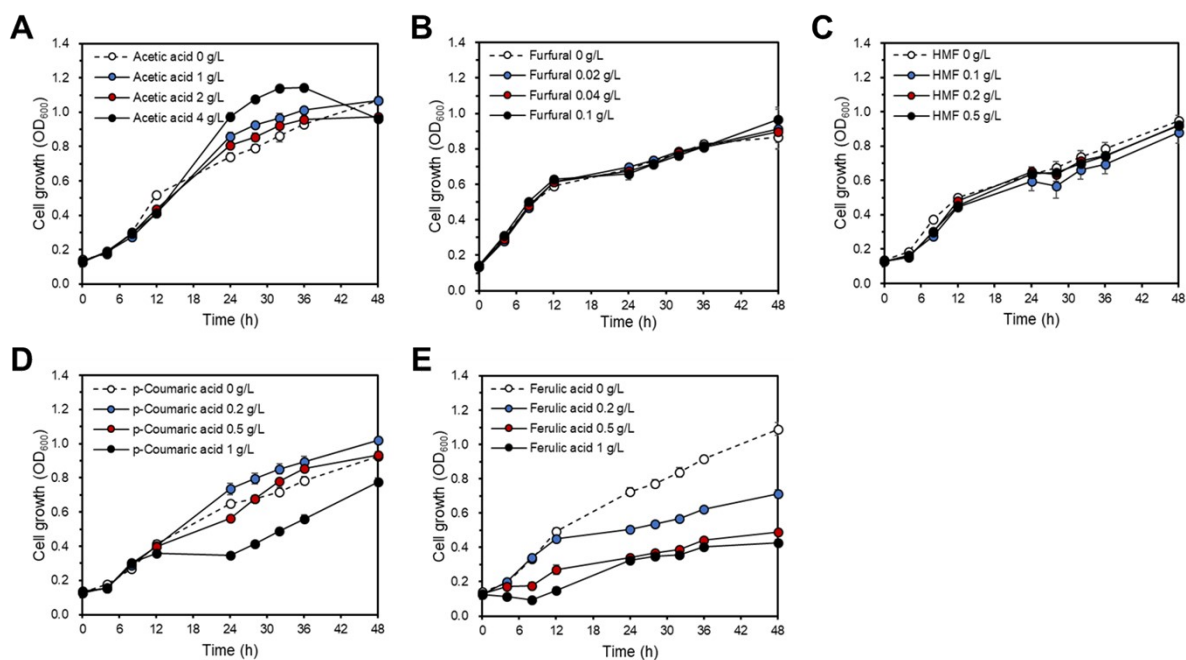 A
Cell growth (OD600)
1.4
1.2
1.0
0.8
0.6
0.4
0.2
0.0
Acetic acid 0 g/L
Acetic acid 1 g/L
Acetic acid 2 g/L
Acetic acid 4 g/L
0 6 12 18 24 30 36 42 48
Time (h)
B
Cell growth (OD600)
1.4
1.2
1.0
0.8
0.6
0.4
0.2
0.0
Furfural 0 g/L
Furfural 0.02 g/L
Furfural 0.04 g/L
Furfural 0.1 g/L
0 6 12 18 24 30 36 42 48
Time (h)
C
Cell growth (OD600)
1.4
1.2
1.0
0.8
0.6
0.4
0.2
0.0
HMF 0 g/L
HMF 0.1 g/L
HMF 0.2 g/L
HMF 0.5 g/L
0 6 12 18 24 30 36 42 48
Time (h)
D
Cell growth (OD600)
1.4
1.2
1.0
0.8
0.6
0.4
0.2
0.0
p-Coumaric acid 0 g/L
p-Coumaric acid 0.2 g/L
p-Coumaric acid 0.5 g/L
p-Coumaric acid 1 g/L
0 6 12 18 24 30 36 42 48
Time (h)
E
Cell growth (OD600)
1.4
1.2
1.0
0.8
0.6
0.4
0.2
0.0
Ferulic acid 0 g/L
Ferulic acid 0.2 g/L
Ferulic acid 0.5 g/L
Ferulic acid 1 g/L
0 6 12 18 24 30 36 42 48
Time (h)